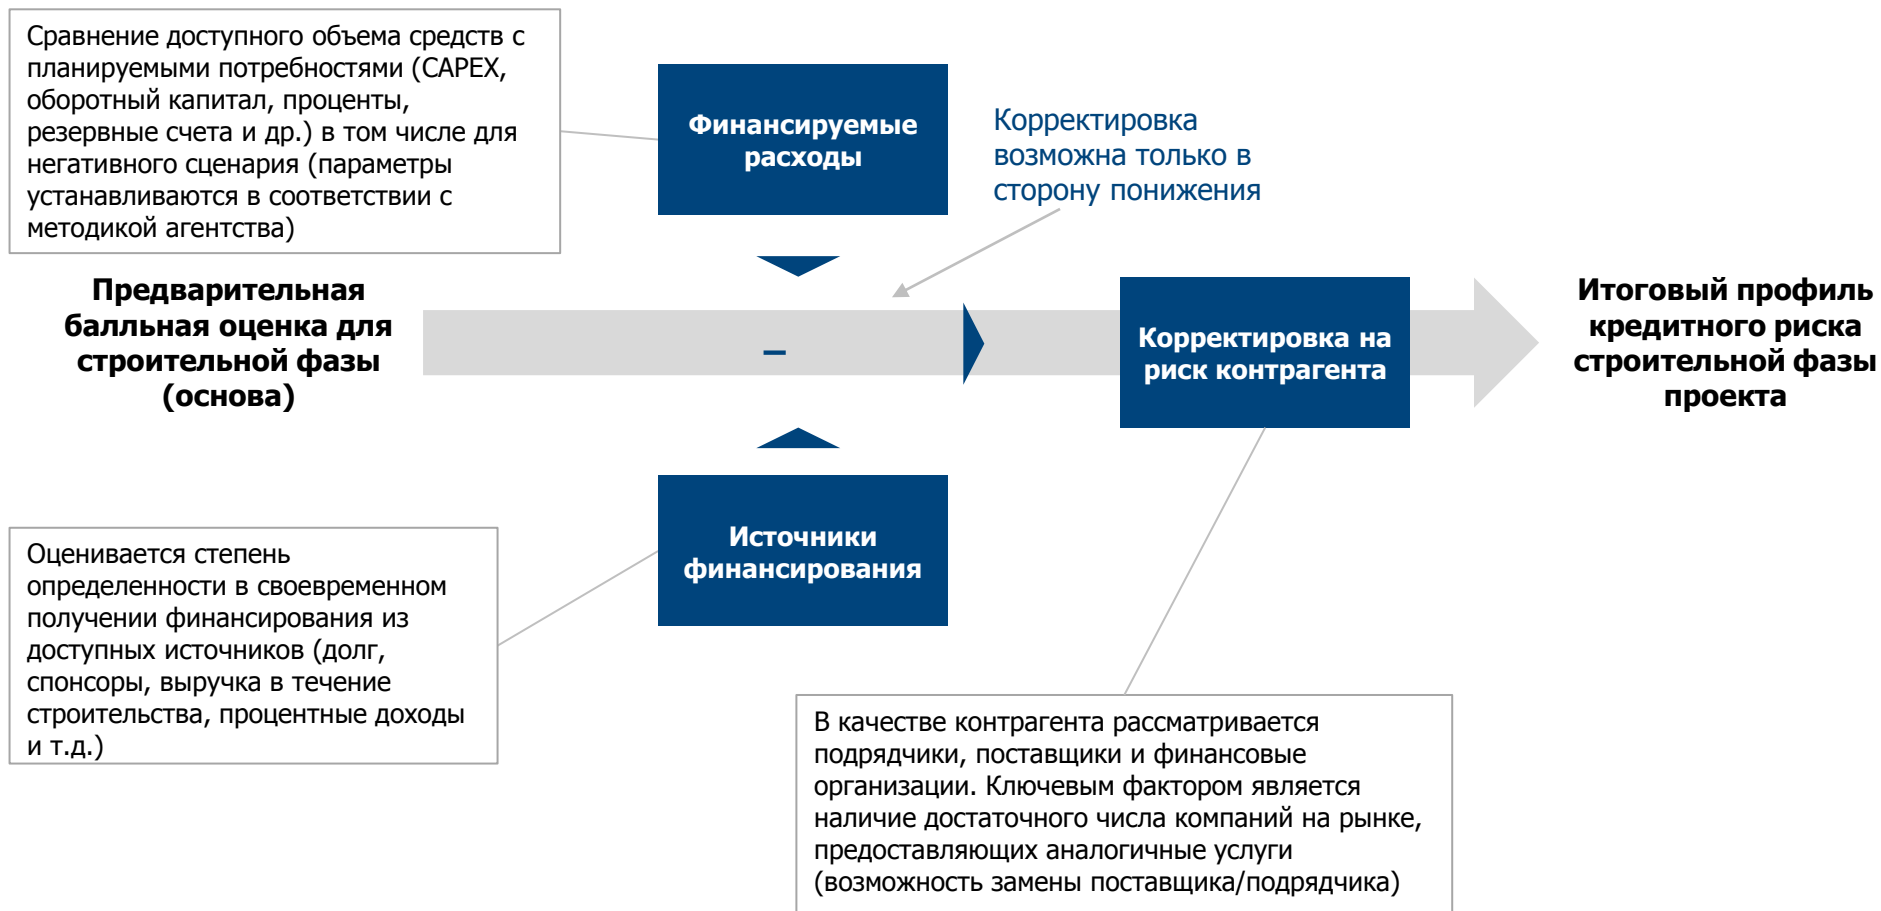 Сравнение доступного объема средств с
планируемыми потребностями (CAPEX,
оборотный капитал, проценты,
резервные счета и др.) в том числе для
негативного сценария (параметры
устанавливаются в соответствии с
методикой агентства)
Финансируемые
расходы
Корректировка
возможна только в
сторону понижения
Предварительная
балльная оценка для
строительной фазы
(основа)
–
Корректировка на
риск контрагента
Итоговый профиль
кредитного риска
строительной фазы
проекта
Источники
финансирования
Оценивается степень
определенности в своевременном
получении финансирования из
доступных источников (долг,
спонсоры, выручка в течение
строительства, процентные доходы
и т.д.)
В качестве контрагента рассматривается
подрядчики, поставщики и финансовые
организации. Ключевым фактором является
наличие достаточного числа компаний на рынке,
предоставляющих аналогичные услуги
(возможность замены поставщика/подрядчика)